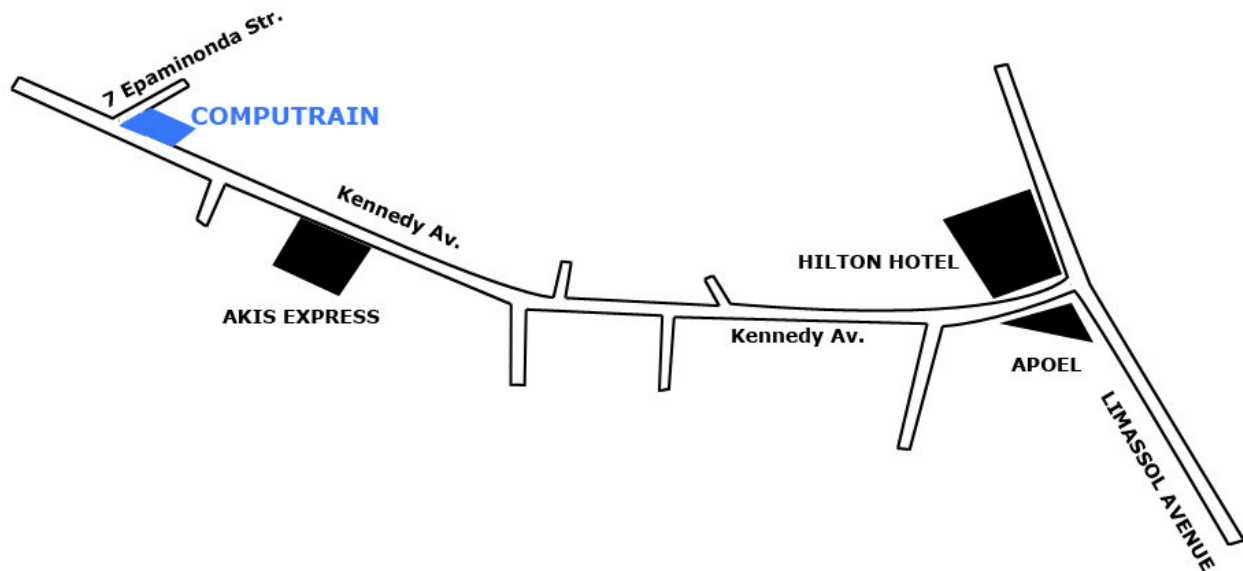 7 Epaminonda Str.
COMPUTRAIN
Kennedy Av.
HILTON HOTEL
AKIS EXPRESS
Kennedy Av.
APOEL
LIMASSOL AVENUE